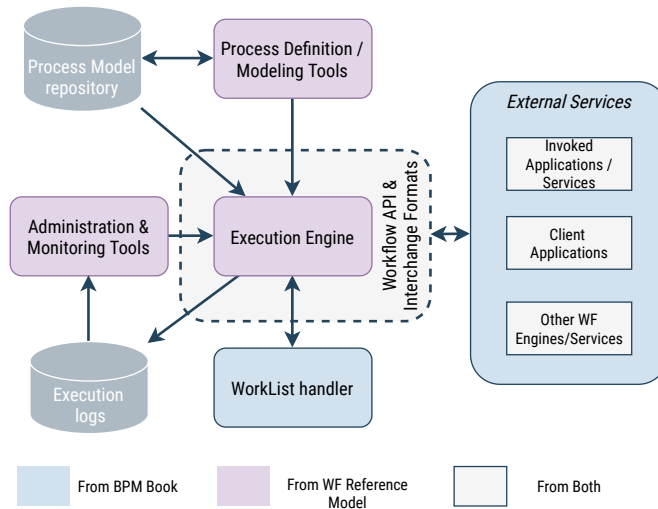 Process Model
repository
Process Definition /
Modeling Tools
External Services
Invoked
Applications /
Services
Client
Applications
Other WF
Engines/Services
Workflow API &
Interchange Formats
Administration &
Monitoring Tools
Execution Engine
Execution
logs
WorkList handler
From BPM Book
From WF Reference
Model
From Both